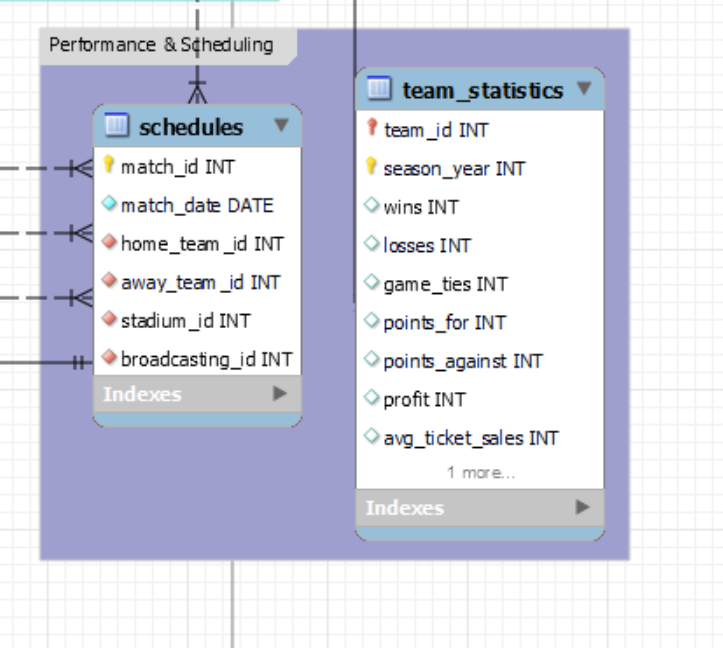 Performance & Scheduling
schedules
match_id INT
match_date DATE
home_team_id INT
away_team_id INT
stadium_id INT
broadcasting_id INT
Indexes
team_statistics
team_id INT
season_year INT
wins INT
losses INT
game_ties INT
points_for INT
points_against INT
profit INT
avg_ticket_sales INT
1 more...
Indexes